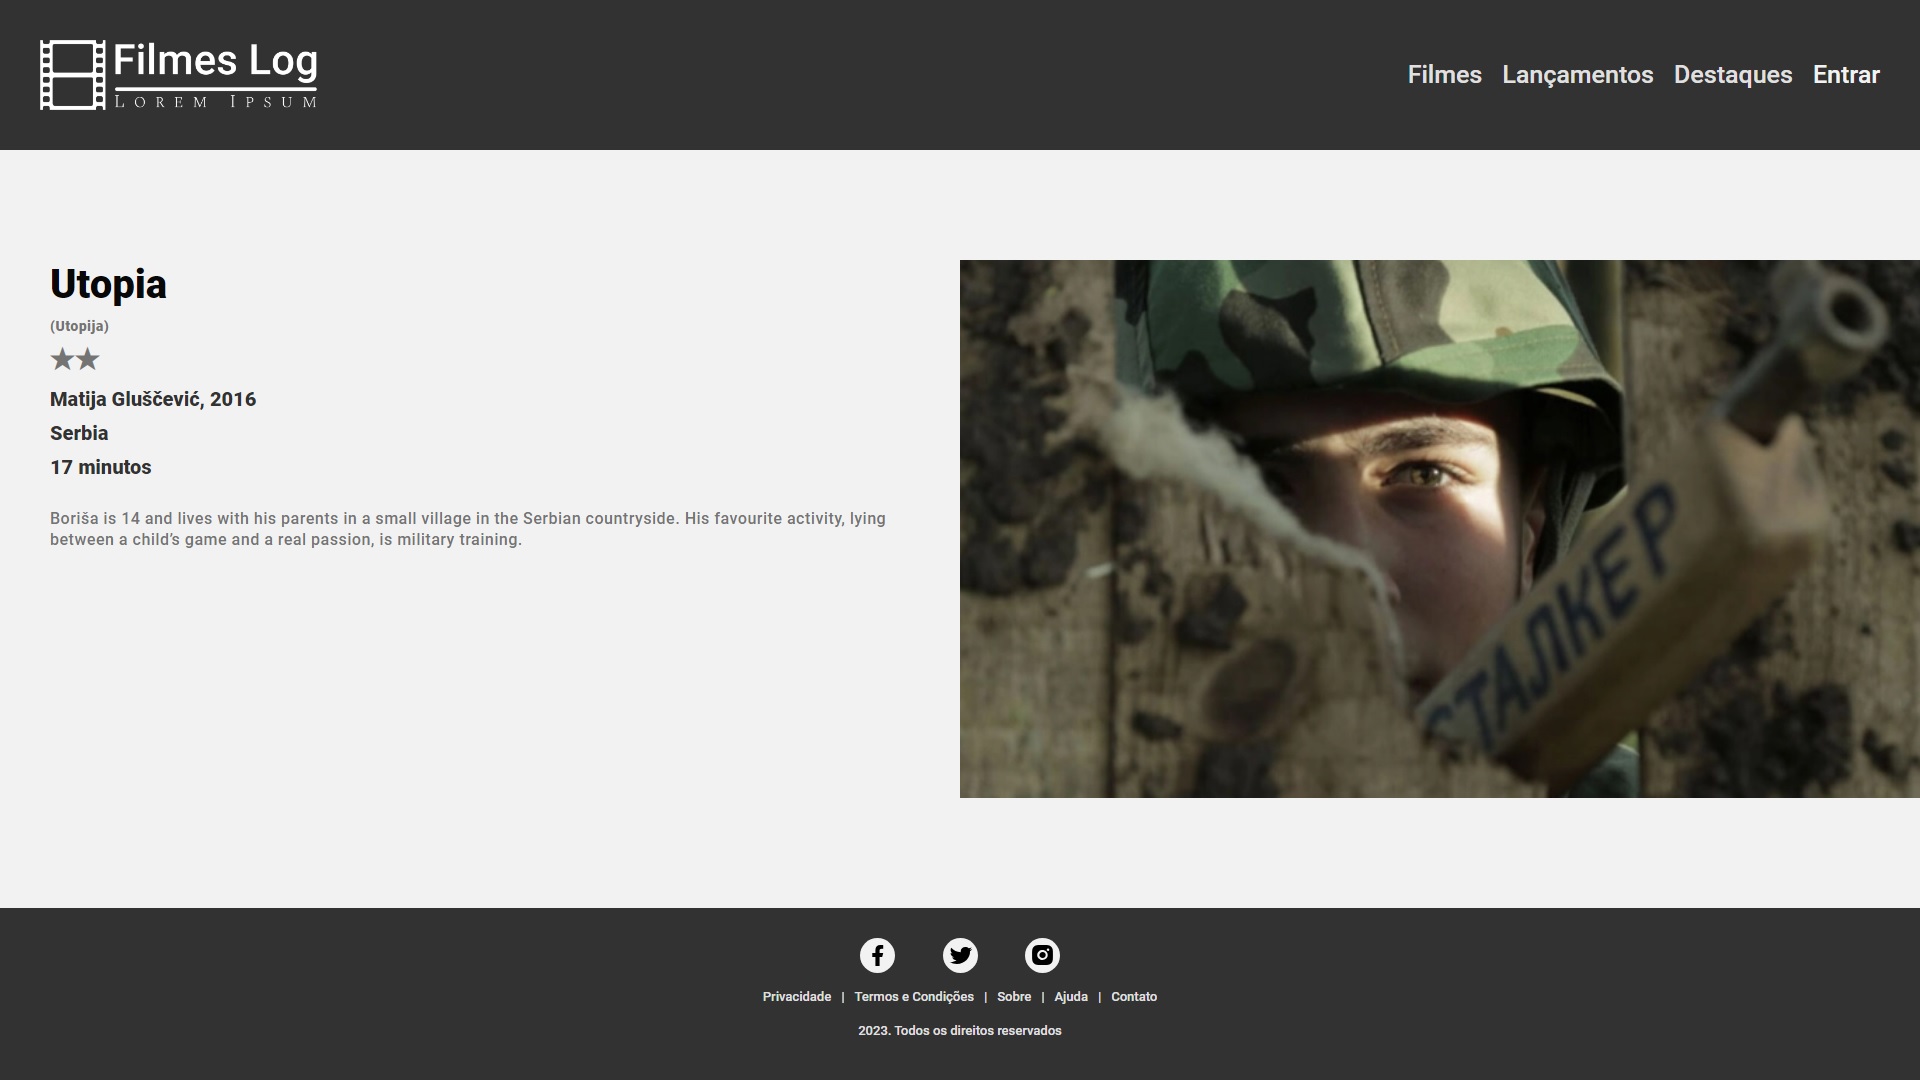 Filmes Log
Lorem Ipsum
Filmes Lançamentos Destaques Entrar
Utopia
(Utopija)
★★
Matija Gluščević, 2016
Serbia
17 minutos
Boriša is 14 and lives with his parents in a small village in the Serbian countryside. His favourite activity, lying
between a child’s game and a real passion, is military training.
СТАЛКЕР
Privacidade | Termos e Condições | Sobre | Ajuda | Contato
2023. Todos os direitos reservados